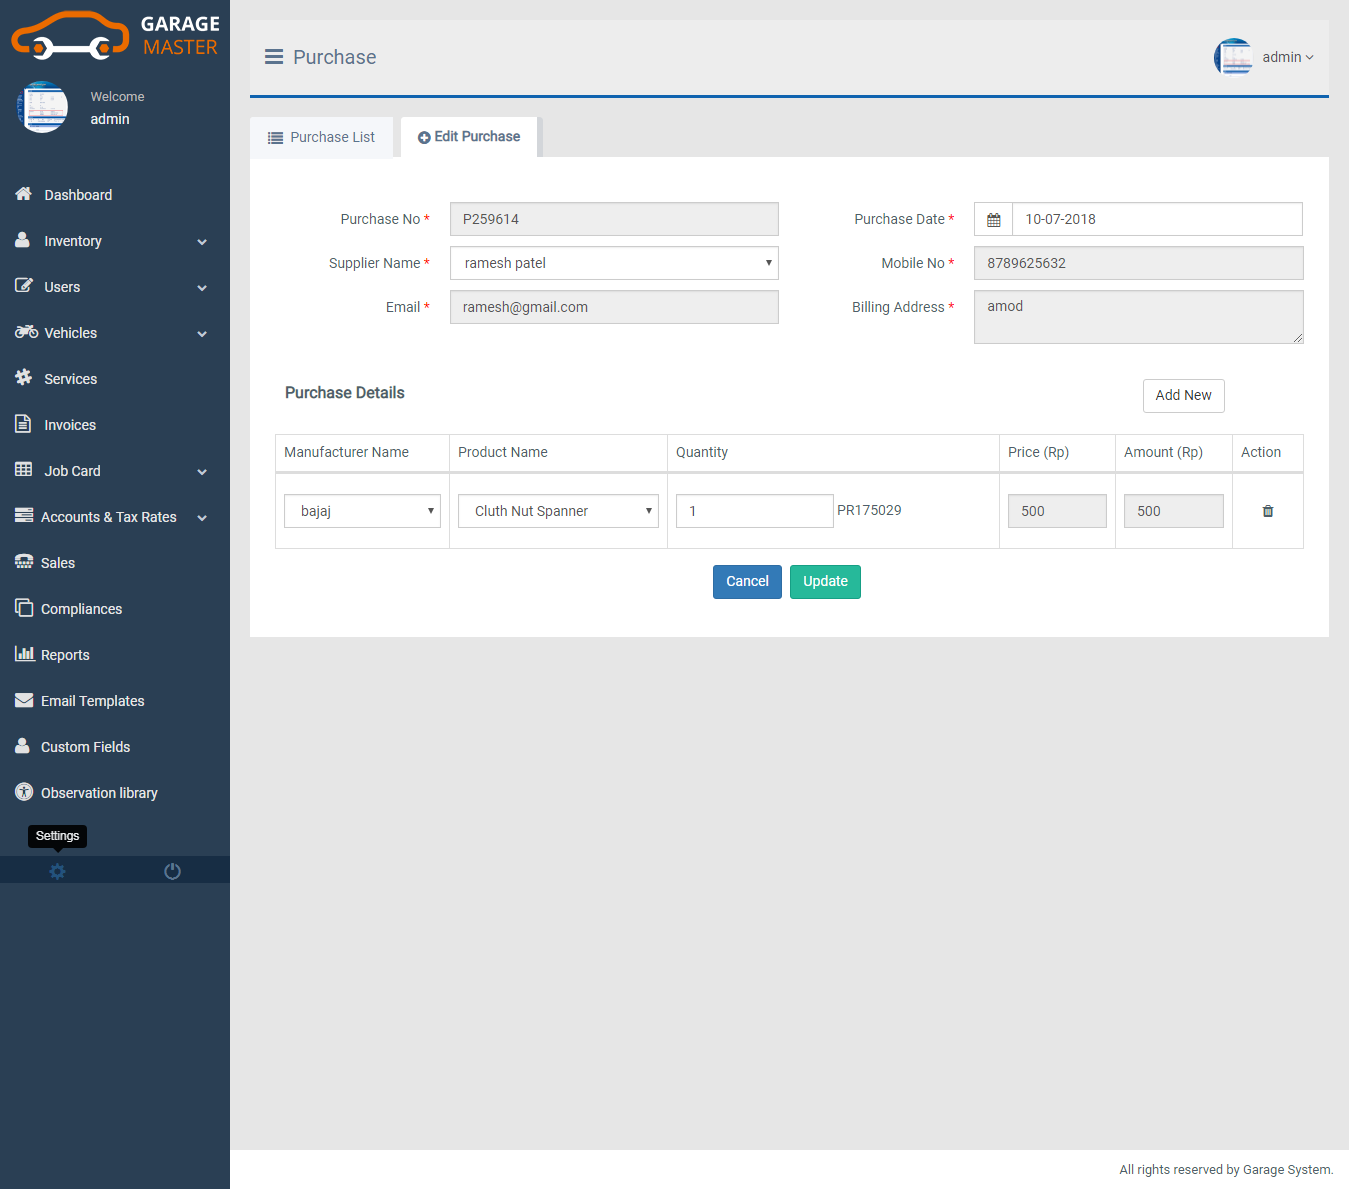 GARAGE
MASTER
Welcome
admin
Dashboard
Inventory
Users
Vehicles
Services
Invoices
Job Card
Accounts & Tax Rates
Sales
Compliances
Reports
Email Templates
Custom Fields
Observation library
Settings
Purchase
admin
Purchase List
Edit Purchase
Purchase No * P259614 Purchase Date * 10-07-2018
Supplier Name * ramesh patel Mobile No * 8789625632
Email * ramesh@gmail.com Billing Address * amod
Purchase Details Add New
Manufacturer Name Product Name Quantity Price (Rp) Amount (Rp) Action
bajaj Cluth Nut Spanner 1 PR175029 500 500
Cancel Update
All rights reserved by Garage System.